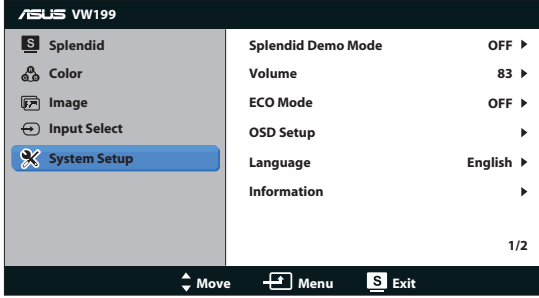 ASUS VW199
S Splendid
Color
Image
Input Select
System Setup
Splendid Demo Mode OFF
Volume 83
ECO Mode OFF
OSD Setup
Language English
Information
1/2
Move Menu S Exit